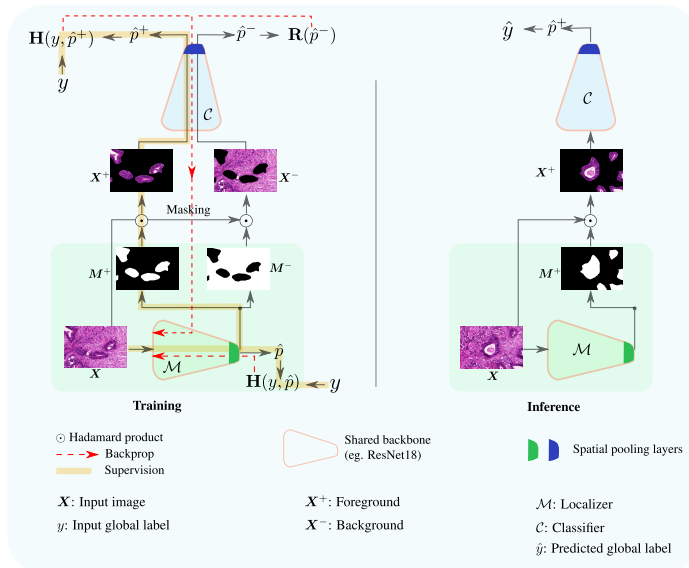 H(y, p̂⁺) p̂⁺ p̂⁻ R(p̂⁻)
y
C
X⁺ X⁻
Masking
M⁺ M⁻
X M p̂
H(y, p̂) y
Training
ŷ p̂⁺
C
X⁺
M⁺
X M
Inference
⊙ Hadamard product
Backprop
Supervision
Shared backbone
(eg. ResNet18)
Spatial pooling layers
X: Input image
y: Input global label
X⁺: Foreground
X⁻: Background
M: Localizer
C: Classifier
ŷ: Predicted global label